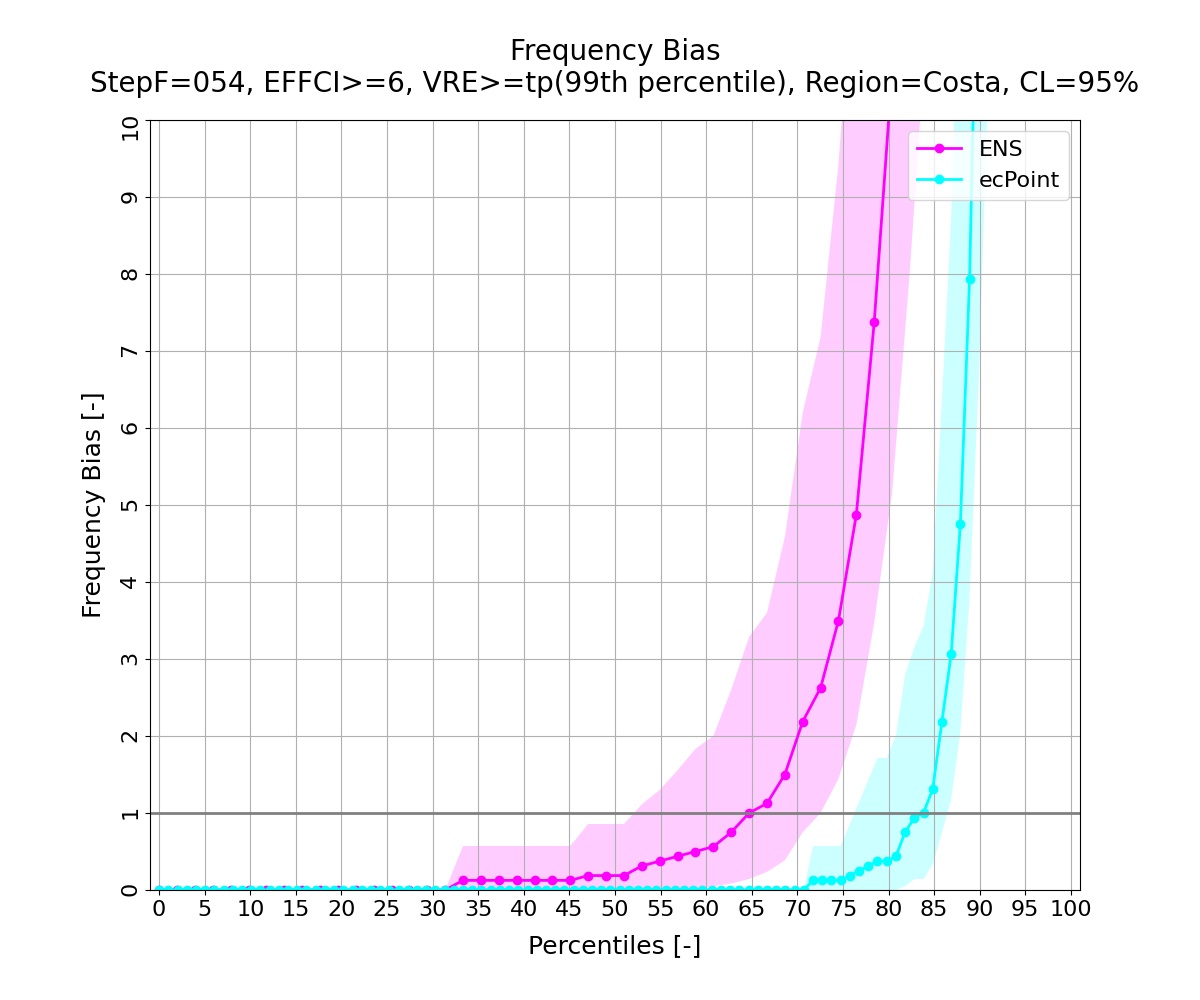 Frequency Bias
StepF=054, EFFCI>=6, VRE>=tp(99th percentile), Region=Costa, CL=95%
10
9
8
7
6
5
4
3
2
1
0
Frequency Bias [-]
ENS
ecPoint
0 5 10 15 20 25 30 35 40 45 50 55 60 65 70 75 80 85 90 95 100
Percentiles [-]